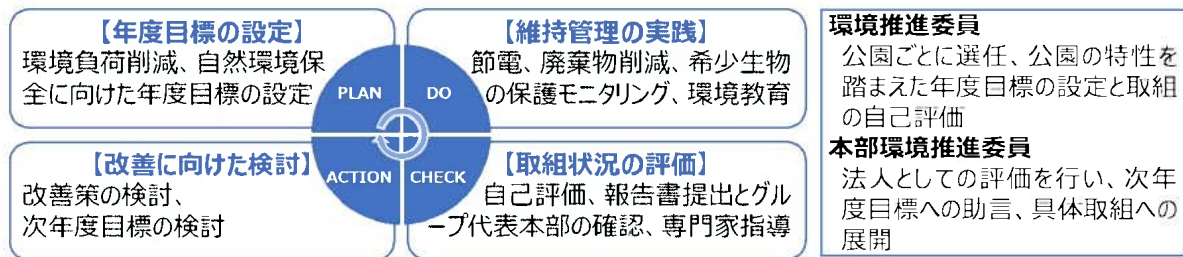 【年度目標の設定】
環境負荷削減、自然環境保
全に向けた年度目標の設定
PLAN
【維持管理の実践】
節電、廃棄物削減、希少生物
の保護モニタリング、環境教育
DO
【改善に向けた検討】
改善策の検討、
次年度目標の検討
ACTION
【取組状況の評価】
自己評価、報告書提出とグル
ープ代表本部の確認、専門家指導
CHECK
環境推進委員
公園ごとに選任、公園の特性を
踏まえた年度目標の設定と取組
の自己評価
本部環境推進委員
法人としての評価を行い、次年
度目標への助言、具体取組への
展開